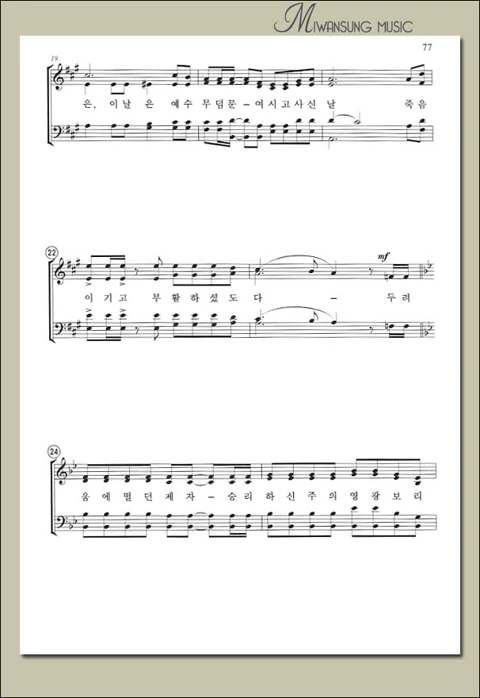 MIWANSUNG MUSIC
77
19
은, 이 날 은 예수 무 덤 문 – 여 시 고 사 신 날 죽음
22
mf
이 기 고 부 활 하 셨 도 다 – 두 려
24
움 에 떨 던 제 자 – 승 리 하 신 주 의 영 광 보 리